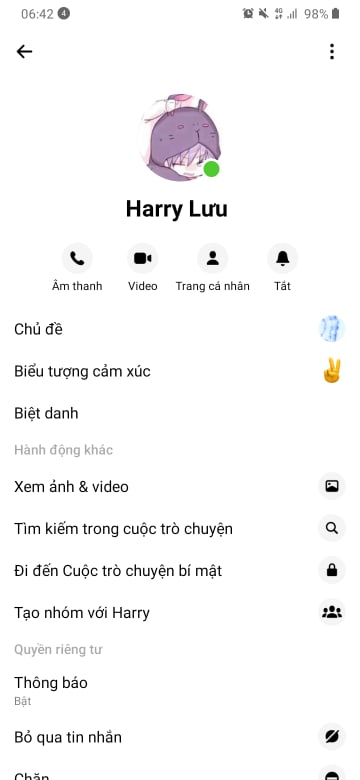 06:42 4 4G 98%
Harry Lưu
Âm thanh Video Trang cá nhân Tắt
Chủ đề
Biểu tượng cảm xúc
Biệt danh
Hành động khác
Xem ảnh & video
Tìm kiếm trong cuộc trò chuyện
Đi đến Cuộc trò chuyện bí mật
Tạo nhóm với Harry
Quyền riêng tư
Thông báo
Bật
Bỏ qua tin nhắn
Chặn